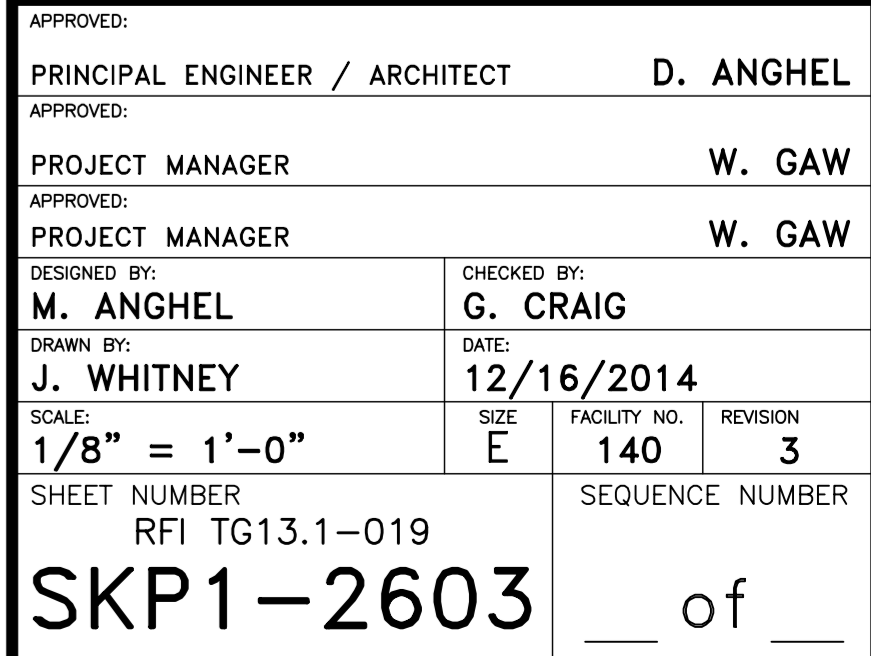 APPROVED:
PRINCIPAL ENGINEER / ARCHITECT D. ANGHEL
APPROVED:
PROJECT MANAGER W. GAW
APPROVED:
PROJECT MANAGER W. GAW
DESIGNED BY: CHECKED BY:
M. ANGHEL G. CRAIG
DRAWN BY: DATE:
J. WHITNEY 12/16/2014
SCALE: SIZE FACILITY NO. REVISION
1/8" = 1'-0" E 140 3
SHEET NUMBER SEQUENCE NUMBER
RFI TG13.1-019
SKP1-2603 __ of __